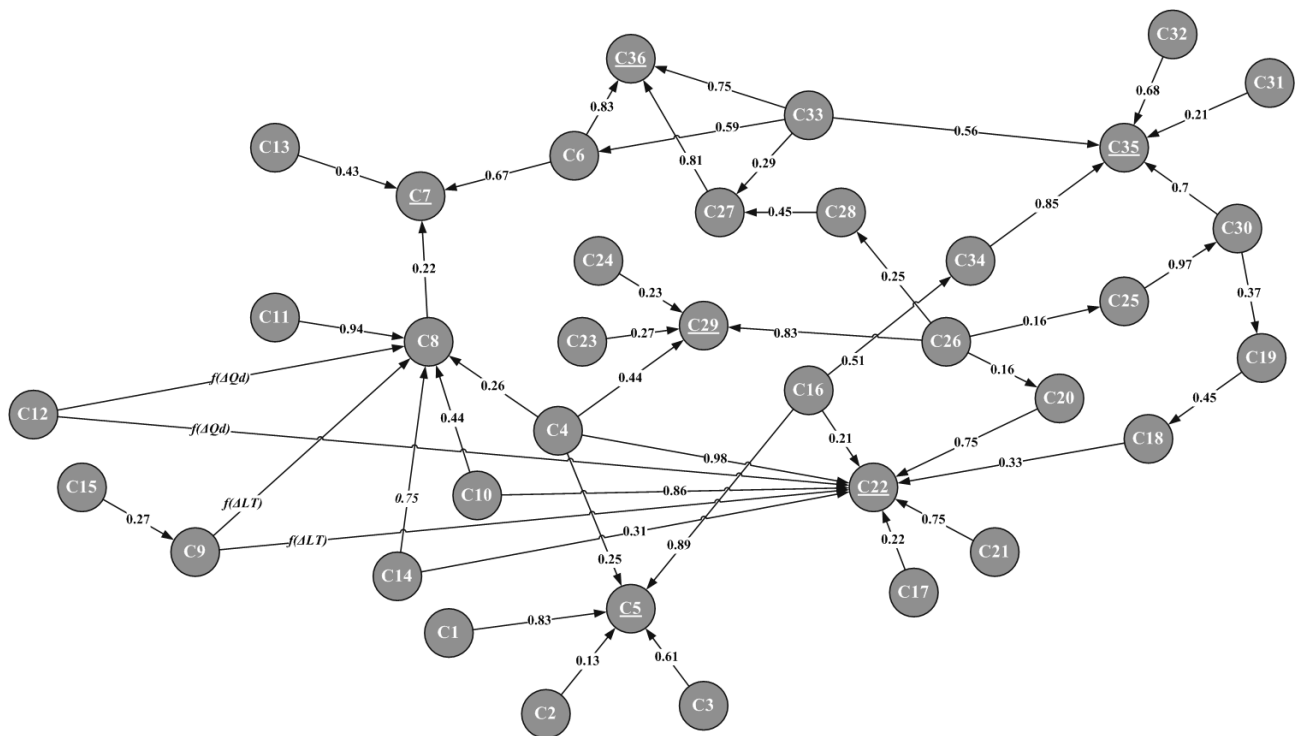 C32
C36
C31
0.75
0.68
0.83
C33
0.21
0.59
0.56
C13
C6
C35
0.81
0.29
0.43
0.67
C7
0.7
C27
0.45
C28
0.85
C30
C24
C34
0.22
0.25
0.97
0.23
0.37
C11
C25
0.94
C29
C8
C23
0.27
0.83
C26
0.16
C19
0.51
0.16
f(ΔQd)
0.26
0.44
C16
C20
0.45
C12
0.44
f(ΔQd)
C4
0.21
C18
0.75
0.98
0.33
C15
C10
0.86
C22
0.75
f(ΔLT)
0.27
0.75
0.31
f(ΔLT)
0.22
C9
0.89
C21
0.25
C14
C17
C5
0.83
C1
0.13
0.61
C2
C3